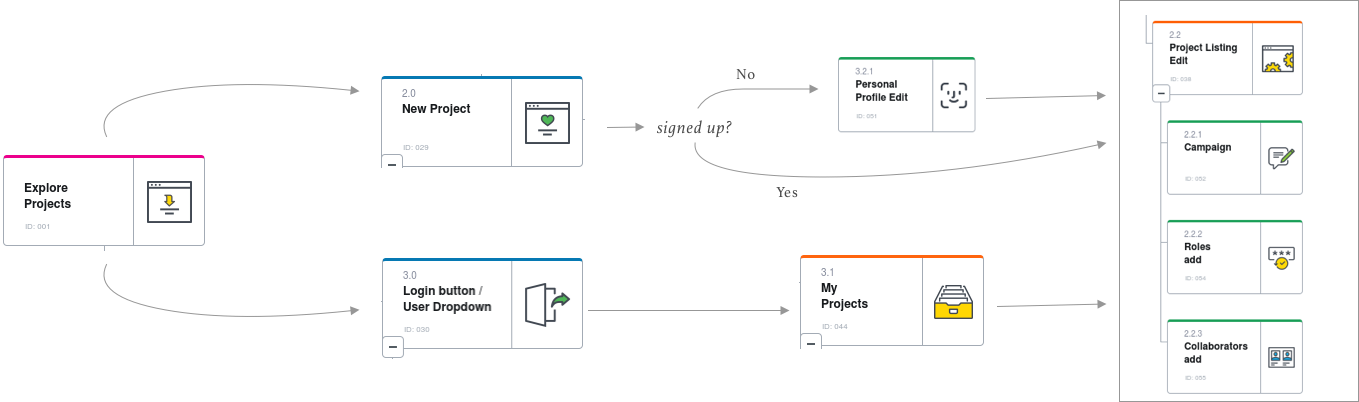 Explore
Projects
ID: 001
2.0
New Project
ID: 029
signed up?
No
Yes
3.2.1
Personal
Profile Edit
ID: 051
3.0
Login button /
User Dropdown
ID: 030
3.1
My
Projects
ID: 044
2.2
Project Listing
Edit
ID: 038
2.2.1
Campaign
ID: 052
2.2.2
Roles
add
ID: 054
2.2.3
Collaborators
add
ID: 055